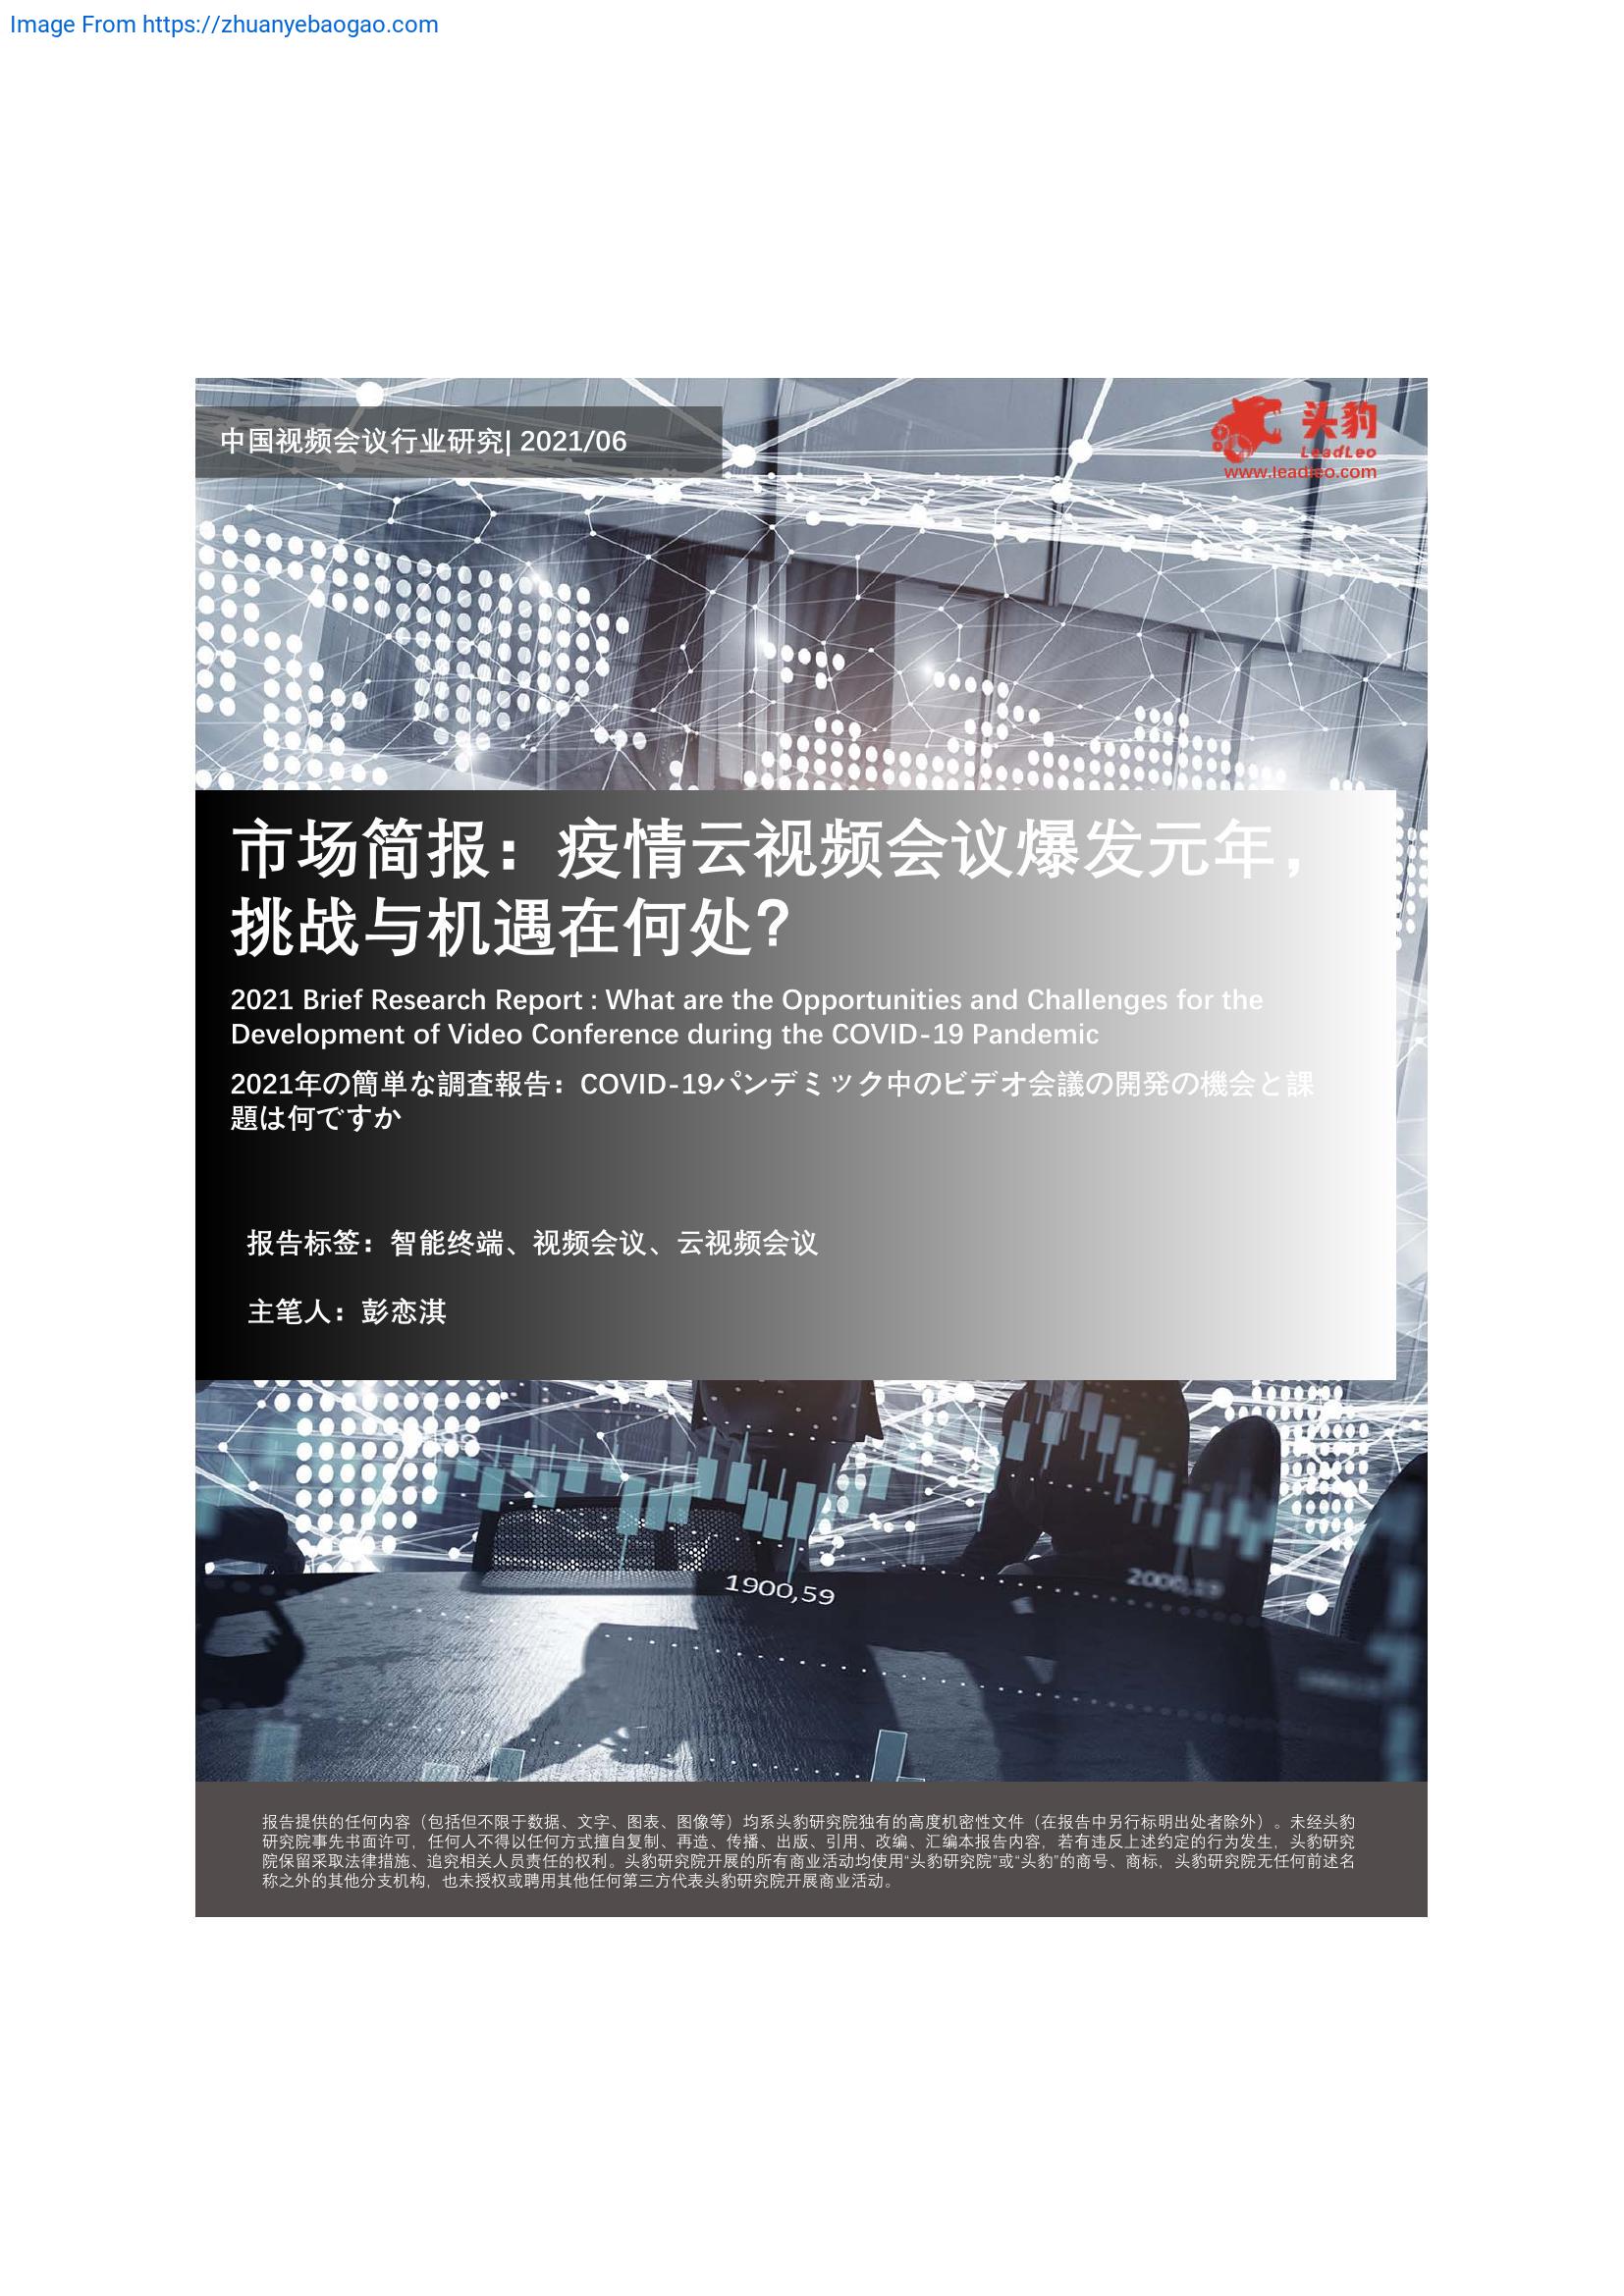 Image From https://zhuanyebaogao.com
中国视频会议行业研究| 2021/06
头豹
LeadLeo
www.leadleo.com
市场简报：疫情云视频会议爆发元年，
挑战与机遇在何处？
2021 Brief Research Report : What are the Opportunities and Challenges for the
Development of Video Conference during the COVID-19 Pandemic
2021年の簡単な調査報告：COVID-19パンデミック中のビデオ会議の開発の機会と課
題は何ですか
报告标签：智能终端、视频会议、云视频会议
主笔人：彭恋淇
1900,59
2000,19
报告提供的任何内容（包括但不限于数据、文字、图表、图像等）均系头豹研究院独有的高度机密性文件（在报告中另行标明出处者除外）。未经头豹
研究院事先书面许可，任何人不得以任何方式擅自复制、再造、传播、出版、引用、改编、汇编本报告内容，若有违反上述约定的行为发生，头豹研究
院保留采取法律措施、追究相关人员责任的权利。头豹研究院开展的所有商业活动均使用“头豹研究院”或“头豹”的商号、商标，头豹研究院无任何前述名
称之外的其他分支机构，也未授权或聘用其他任何第三方代表头豹研究院开展商业活动。